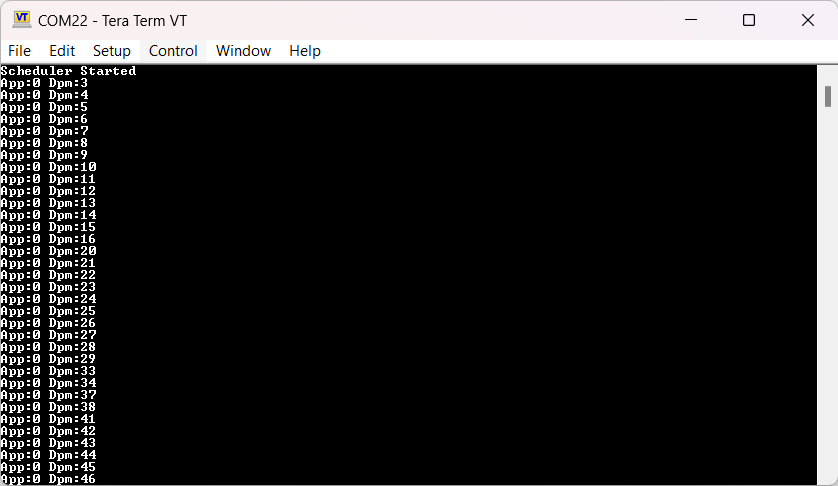 VT
COM22 - Tera Term VT
File Edit Setup Control Window Help
Scheduler Started
App:0 Dpm:3
App:0 Dpm:4
App:0 Dpm:5
App:0 Dpm:6
App:0 Dpm:7
App:0 Dpm:8
App:0 Dpm:9
App:0 Dpm:10
App:0 Dpm:11
App:0 Dpm:12
App:0 Dpm:13
App:0 Dpm:14
App:0 Dpm:15
App:0 Dpm:16
App:0 Dpm:20
App:0 Dpm:21
App:0 Dpm:22
App:0 Dpm:23
App:0 Dpm:24
App:0 Dpm:25
App:0 Dpm:26
App:0 Dpm:27
App:0 Dpm:28
App:0 Dpm:29
App:0 Dpm:33
App:0 Dpm:34
App:0 Dpm:37
App:0 Dpm:38
App:0 Dpm:41
App:0 Dpm:42
App:0 Dpm:43
App:0 Dpm:44
App:0 Dpm:45
App:0 Dpm:46